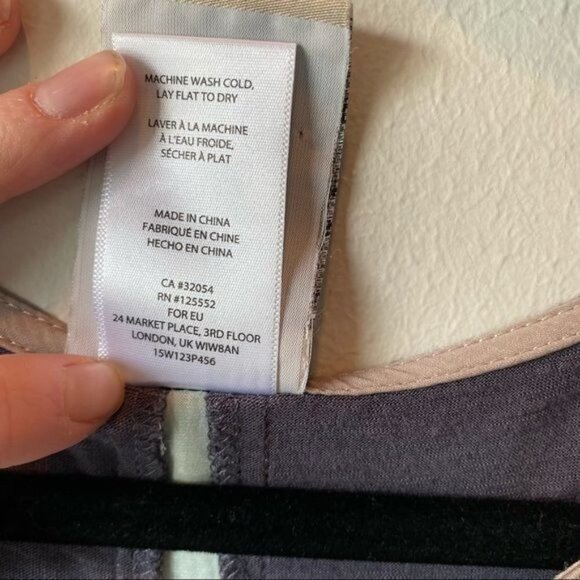 MACHINE WASH COLD,
LAY FLAT TO DRY
LAVER À LA MACHINE
À L'EAU FROIDE,
SÉCHER À PLAT
MADE IN CHINA
FABRIQUÉ EN CHINE
HECHO EN CHINA
CA #32054
RN #125552
FOR EU
24 MARKET PLACE, 3RD FLOOR
LONDON, UK WIW8AN
15W123P456